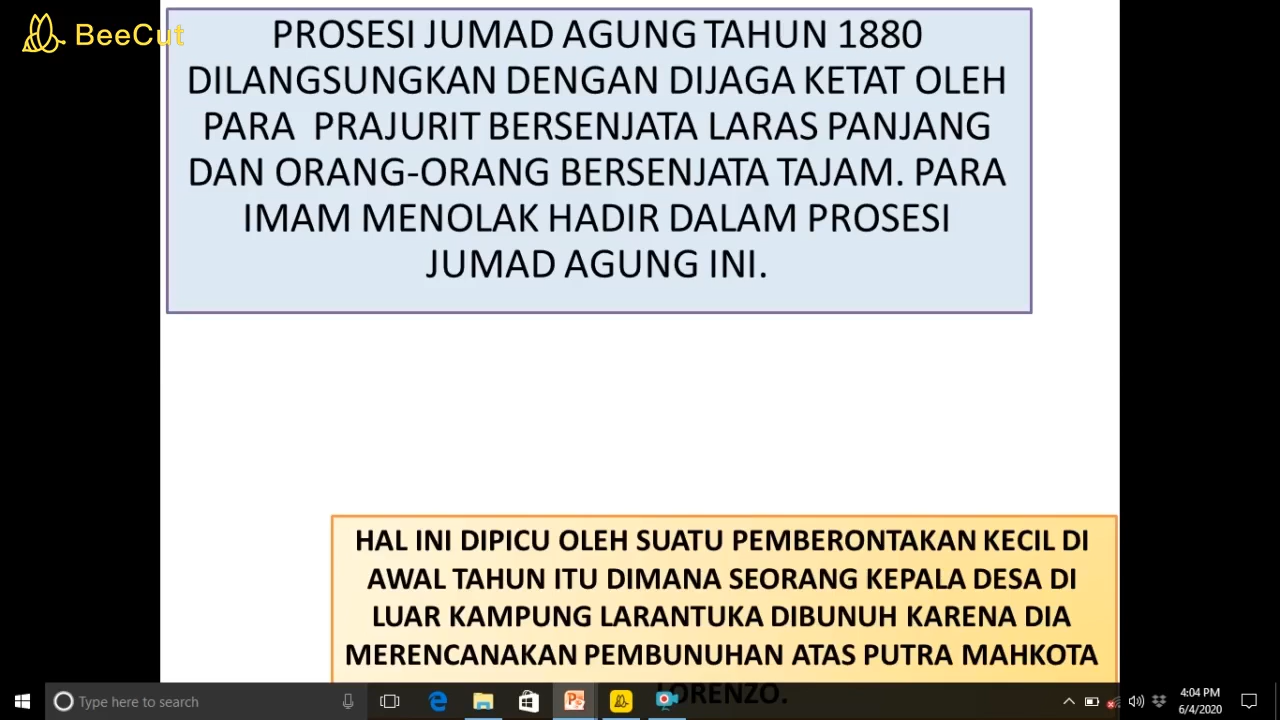 BeeCut
PROSESI JUMAD AGUNG TAHUN 1880
DILANGSUNGKAN DENGAN DIJAGA KETAT OLEH
PARA PRAJURIT BERSENJATA LARAS PANJANG
DAN ORANG-ORANG BERSENJATA TAJAM. PARA
IMAM MENOLAK HADIR DALAM PROSESI
JUMAD AGUNG INI.
HAL INI DIPICU OLEH SUATU PEMBERONTAKAN KECIL DI
AWAL TAHUN ITU DIMANA SEORANG KEPALA DESA DI
LUAR KAMPUNG LARANTUKA DIBUNUH KARENA DIA
MERENCANAKAN PEMBUNUHAN ATAS PUTRA MAHKOTA
LORENZO.
Type here to search
4:04 PM
6/4/2020